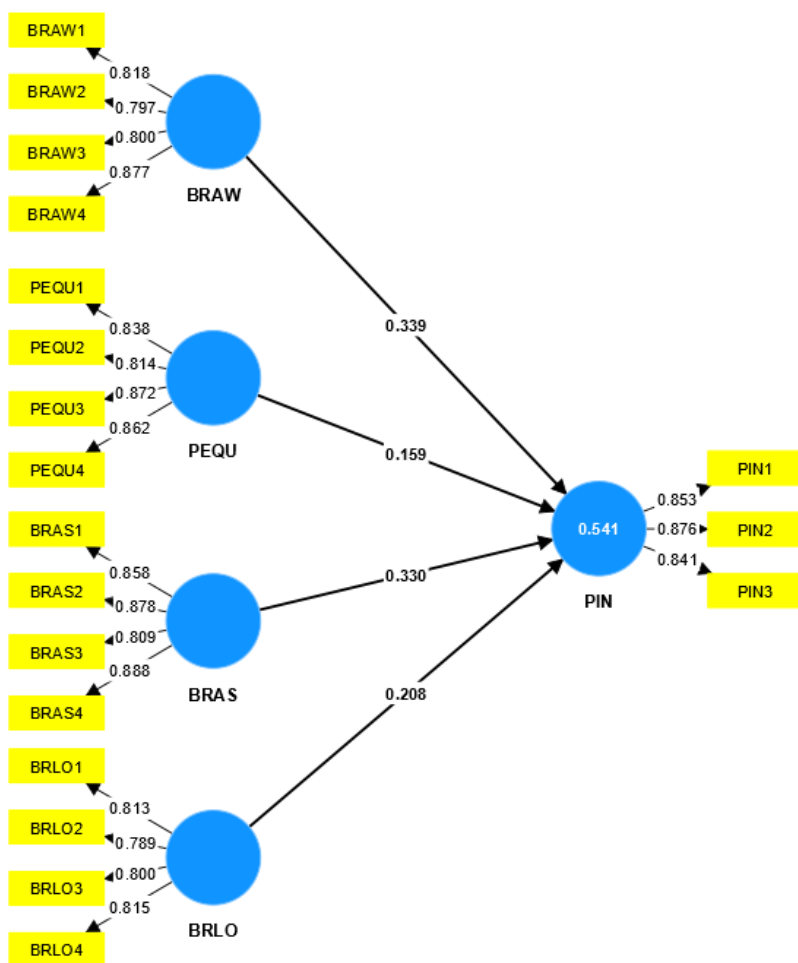 BRAW1
0.818
BRAW2
0.797
BRAW3
0.800
0.877
BRAW4
BRAW
PEQU1
0.838
PEQU2
0.814
0.872
PEQU3
0.862
PEQU4
PEQU
BRAS1
0.858
BRAS2
0.878
0.809
BRAS3
0.888
BRAS4
BRAS
BRLO1
0.813
BRLO2
0.789
0.800
BRLO3
0.815
BRLO4
BRLO
0.339
0.159
0.330
0.208
0.541
PIN
0.853
PIN1
0.876
PIN2
0.841
PIN3